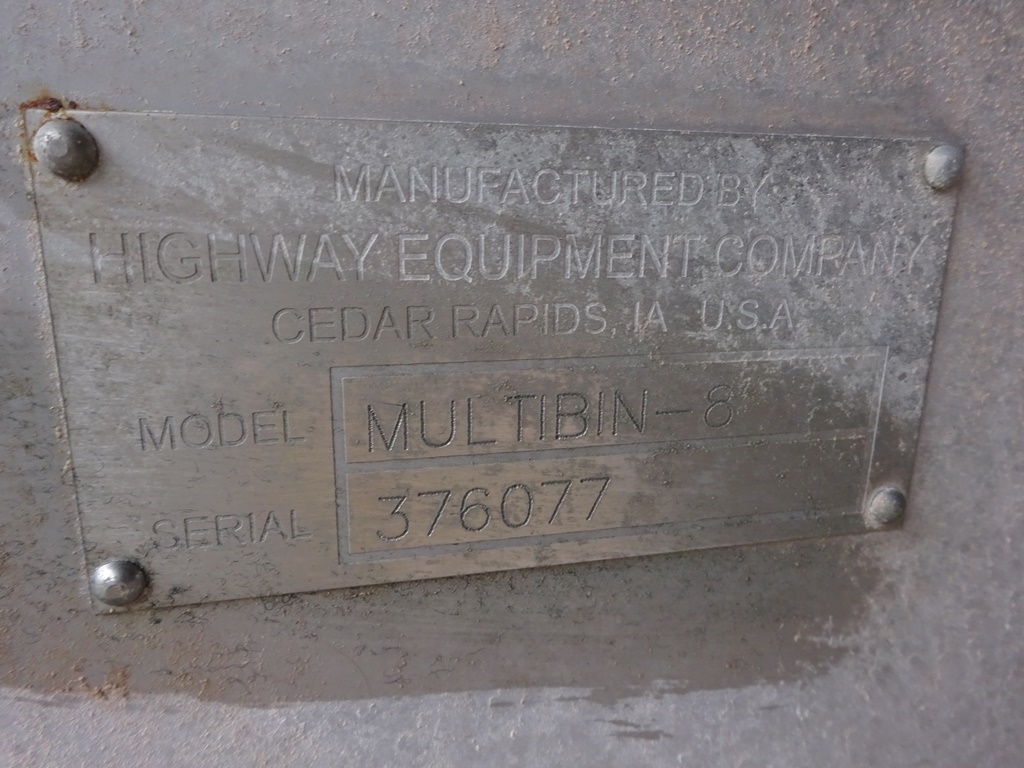 MANUFACTURED BY
HIGHWAY EQUIPMENT COMPANY
CEDAR RAPIDS, IA U.S.A.
MODEL MULTIBIN-8
SERIAL 376077